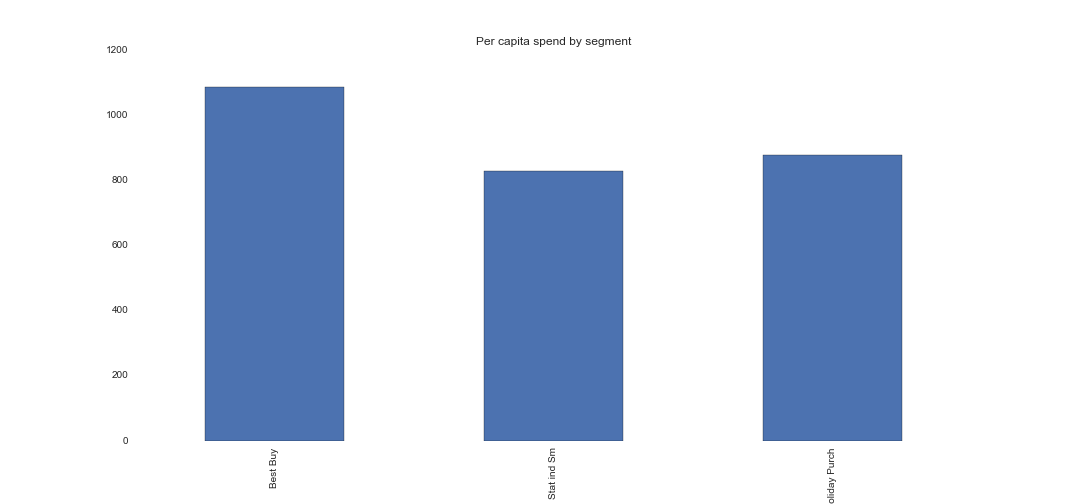 Per capita spend by segment
1200
1000
800
600
400
200
0
Best Buy
Stat ind Sm
oliday Purch